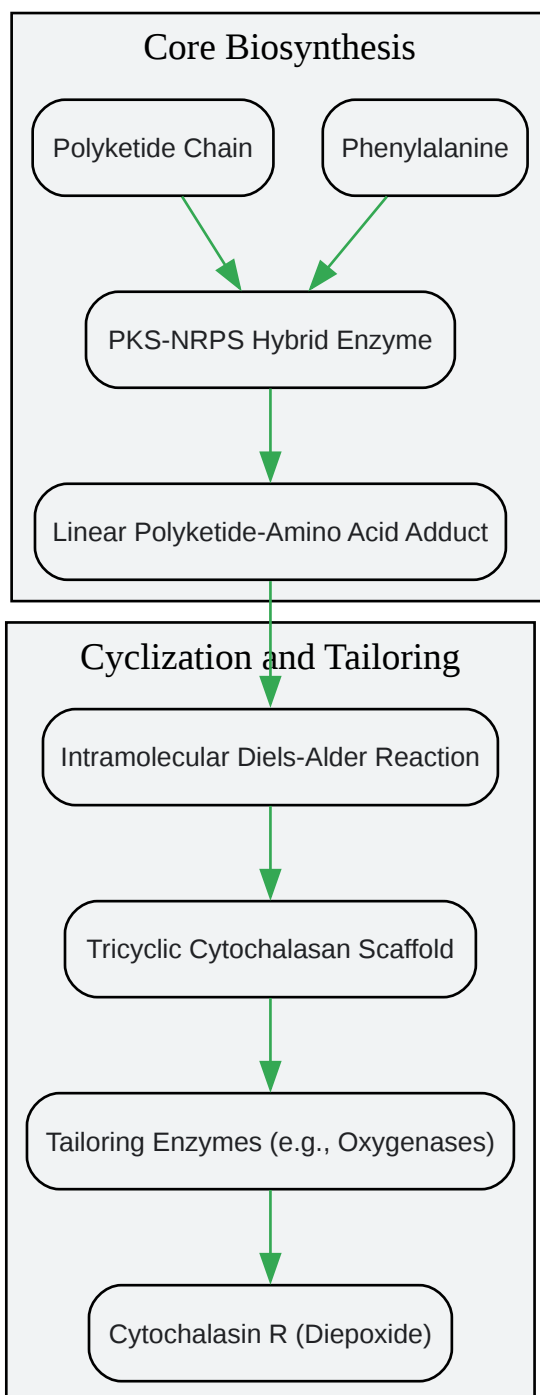 Core Biosynthesis
Polyketide Chain
Phenylalanine
PKS-NRPS Hybrid Enzyme
Linear Polyketide-Amino Acid Adduct
Cyclization and Tailoring
Intramolecular Diels-Alder Reaction
Tricyclic Cytochalasan Scaffold
Tailoring Enzymes (e.g., Oxygenases)
Cytochalasin R (Diepoxide)